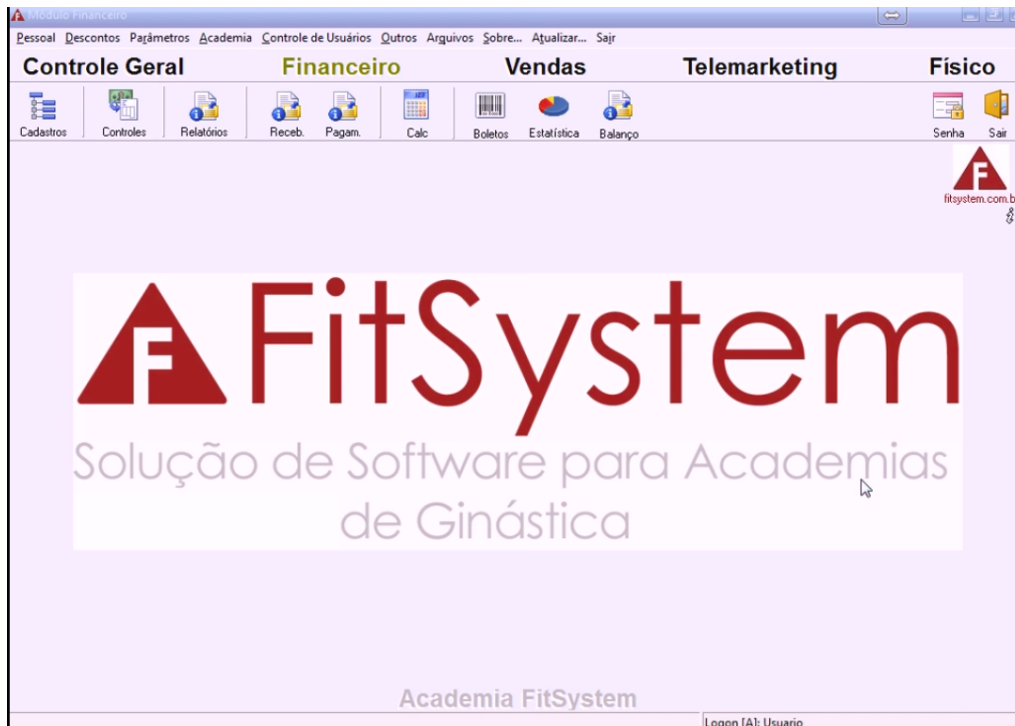 Módulo Financeiro
Pessoal Descontos Parâmetros Academia Controle de Usuários Outros Arquivos Sobre... Atualizar... Sair
Controle Geral Financeiro Vendas Telemarketing Físico
Cadastros Controles Relatórios Receb. Pagam. Calc Boletos Estatística Balanço Senha Sair
F
fitsystem.com.b
F FitSystem
Solução de Software para Academias
de Ginástica
Academia FitSystem
Logon [A]: Usuario